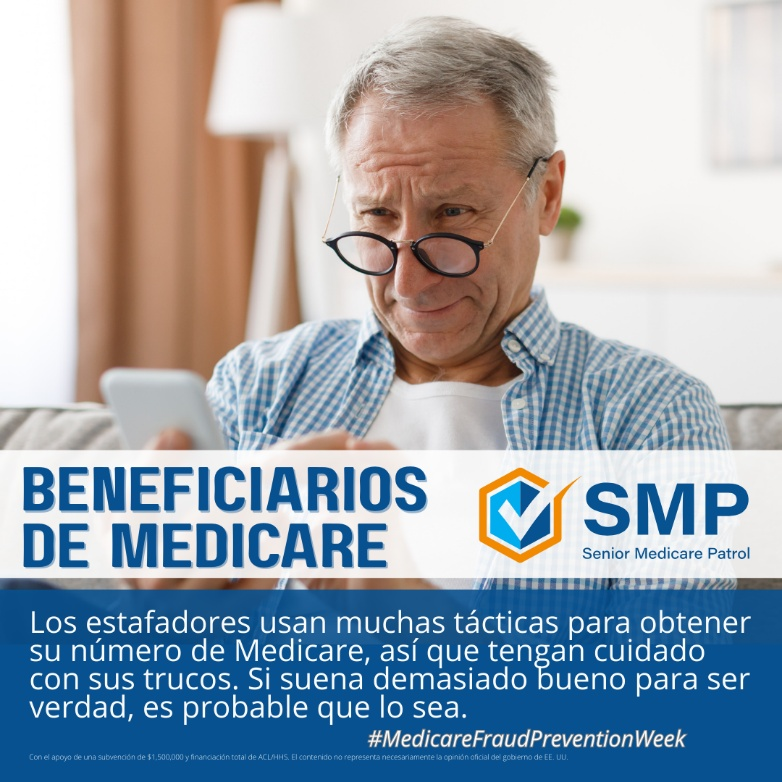 BENEFICIARIOS
DE MEDICARE
SMP
Senior Medicare Patrol
Los estafadores usan muchas tácticas para obtener
su número de Medicare, así que tengan cuidado
con sus trucos. Si suena demasiado bueno para ser
verdad, es probable que lo sea.
#MedicareFraudPreventionWeek
Con el apoyo de una subvención de $1,500,000 y financiación total de ACL/HHS. El contenido no representa necesariamente la opinión oficial del gobierno de EE. UU.